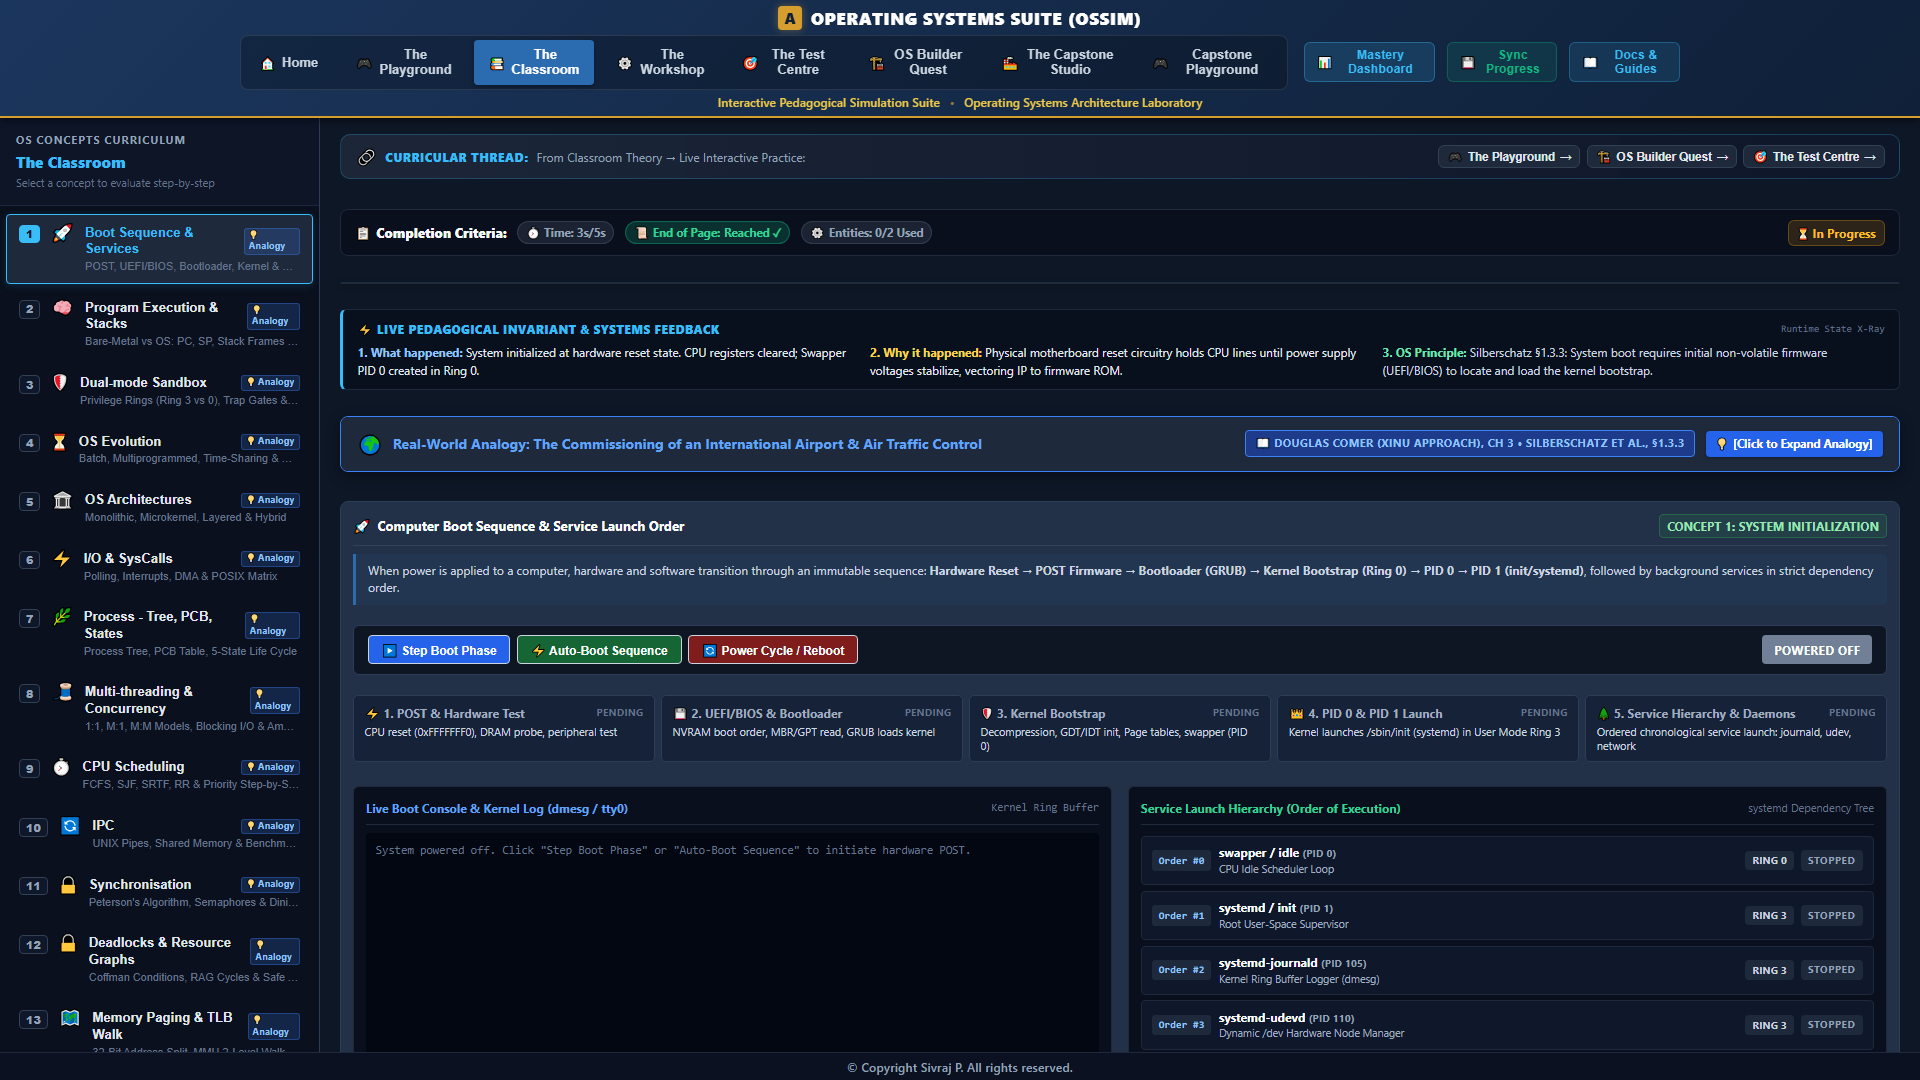 A OPERATING SYSTEMS SUITE (OSSIM)
Home
The Playground
The Classroom
The Workshop
The Test Centre
OS Builder Quest
The Capstone Studio
Capstone Playground
Mastery Dashboard
Sync Progress
Docs & Guides
Interactive Pedagogical Simulation Suite • Operating Systems Architecture Laboratory
OS CONCEPTS CURRICULUM
The Classroom
Select a concept to evaluate step-by-step
1 Boot Sequence & Services Analogy
POST, UEFI/BIOS, Bootloader, Kernel & ...
2 Program Execution & Stacks Analogy
Bare-Metal vs OS: PC, SP, Stack Frames ...
3 Dual-mode Sandbox Analogy
Privilege Rings (Ring 3 vs 0), Trap Gates &...
4 OS Evolution Analogy
Batch, Multiprogrammed, Time-Sharing & ...
5 OS Architectures Analogy
Monolithic, Microkernel, Layered & Hybrid
6 I/O & SysCalls Analogy
Polling, Interrupts, DMA & POSIX Matrix
7 Process - Tree, PCB, States Analogy
Process Tree, PCB Table, 5-State Life Cycle
8 Multi-threading & Concurrency Analogy
1:1, M:1, M:M Models, Blocking I/O & Am...
9 CPU Scheduling Analogy
FCFS, SJF, SRTF, RR & Priority Step-by-S...
10 IPC Analogy
UNIX Pipes, Shared Memory & Benchm...
11 Synchronisation Analogy
Peterson's Algorithm, Semaphores & Dini...
12 Deadlocks & Resource Graphs Analogy
Coffman Conditions, RAG Cycles & Safe ...
13 Memory Paging & TLB Walk Analogy
32-Bit Address Split, MMU 2-Level Walk
CURRICULAR THREAD: From Classroom Theory → Live Interactive Practice:
The Playground →
OS Builder Quest →
The Test Centre →
Completion Criteria: Time: 3s/5s End of Page: Reached ✓ Entities: 0/2 Used
In Progress
LIVE PEDAGOGICAL INVARIANT & SYSTEMS FEEDBACK
Runtime State X-Ray
1. What happened: System initialized at hardware reset state. CPU registers cleared; Swapper
PID 0 created in Ring 0.
2. Why it happened: Physical motherboard reset circuitry holds CPU lines until power supply
voltages stabilize, vectoring IP to firmware ROM.
3. OS Principle: Silberschatz §1.3.3: System boot requires initial non-volatile firmware
(UEFI/BIOS) to locate and load the kernel bootstrap.
Real-World Analogy: The Commissioning of an International Airport & Air Traffic Control
DOUGLAS COMER (XINU APPROACH), CH 3 • SILBERSCHATZ ET AL., §1.3.3
[Click to Expand Analogy]
Computer Boot Sequence & Service Launch Order
CONCEPT 1: SYSTEM INITIALIZATION
When power is applied to a computer, hardware and software transition through an immutable sequence: Hardware Reset → POST Firmware → Bootloader (GRUB) → Kernel Bootstrap (Ring 0) → PID 0 → PID 1 (init/systemd), followed by background services in strict dependency
order.
Step Boot Phase
Auto-Boot Sequence
Power Cycle / Reboot
POWERED OFF
1. POST & Hardware Test PENDING
CPU reset (0xFFFFFFF0), DRAM probe, peripheral test
2. UEFI/BIOS & Bootloader PENDING
NVRAM boot order, MBR/GPT read, GRUB loads kernel
3. Kernel Bootstrap PENDING
Decompression, GDT/IDT init, Page tables, swapper (PID
0)
4. PID 0 & PID 1 Launch PENDING
Kernel launches /sbin/init (systemd) in User Mode Ring 3
5. Service Hierarchy & Daemons PENDING
Ordered chronological service launch: journald, udev,
network
Live Boot Console & Kernel Log (dmesg / tty0)
Kernel Ring Buffer
System powered off. Click "Step Boot Phase" or "Auto-Boot Sequence" to initiate hardware POST.
Service Launch Hierarchy (Order of Execution)
systemd Dependency Tree
Order #0 swapper / idle (PID 0) RING 0 STOPPED
CPU Idle Scheduler Loop
Order #1 systemd / init (PID 1) RING 3 STOPPED
Root User-Space Supervisor
Order #2 systemd-journald (PID 105) RING 3 STOPPED
Kernel Ring Buffer Logger (dmesg)
Order #3 systemd-udevd (PID 110) RING 3 STOPPED
Dynamic /dev Hardware Node Manager
© Copyright Sivraj P. All rights reserved.